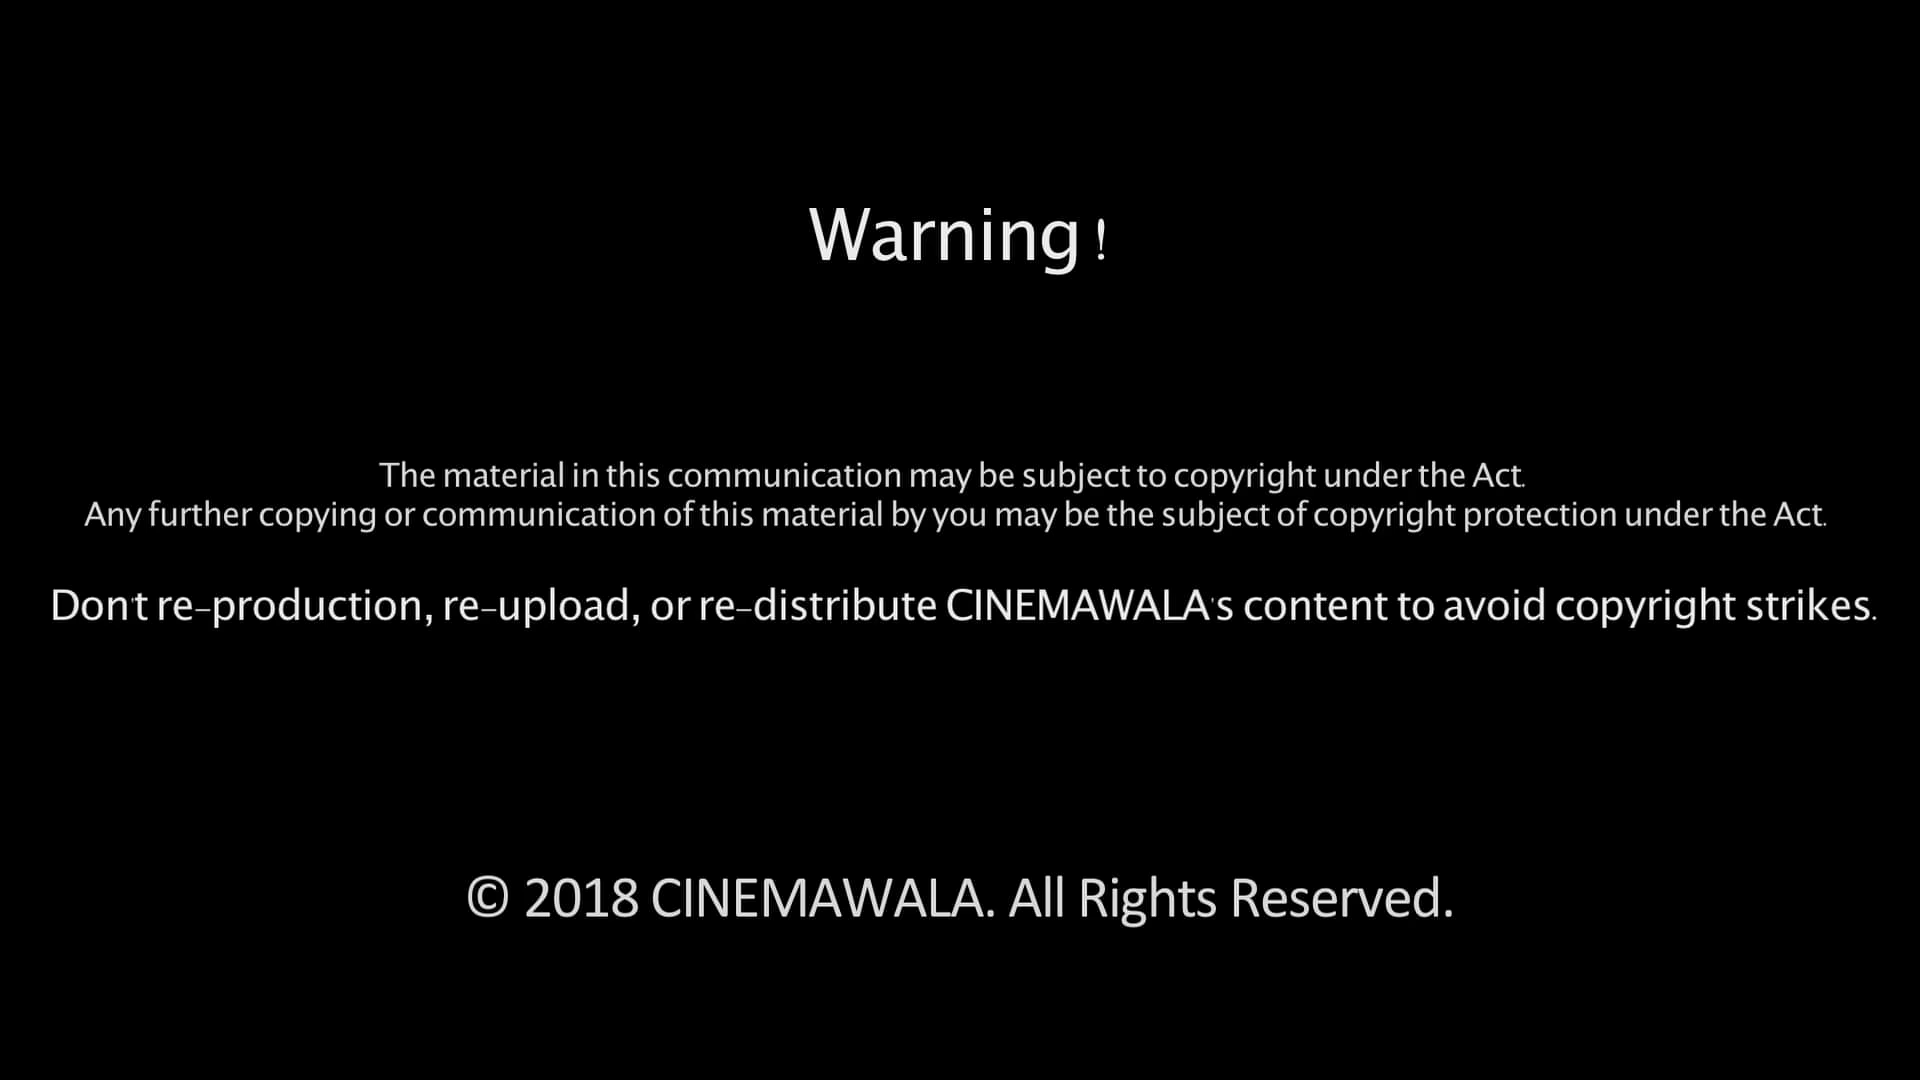 Warning !
The material in this communication may be subject to copyright under the Act.
Any further copying or communication of this material by you may be the subject of copyright protection under the Act.
Don't re-production, re-upload, or re-distribute CINEMAWALA's content to avoid copyright strikes.
© 2018 CINEMAWALA. All Rights Reserved.